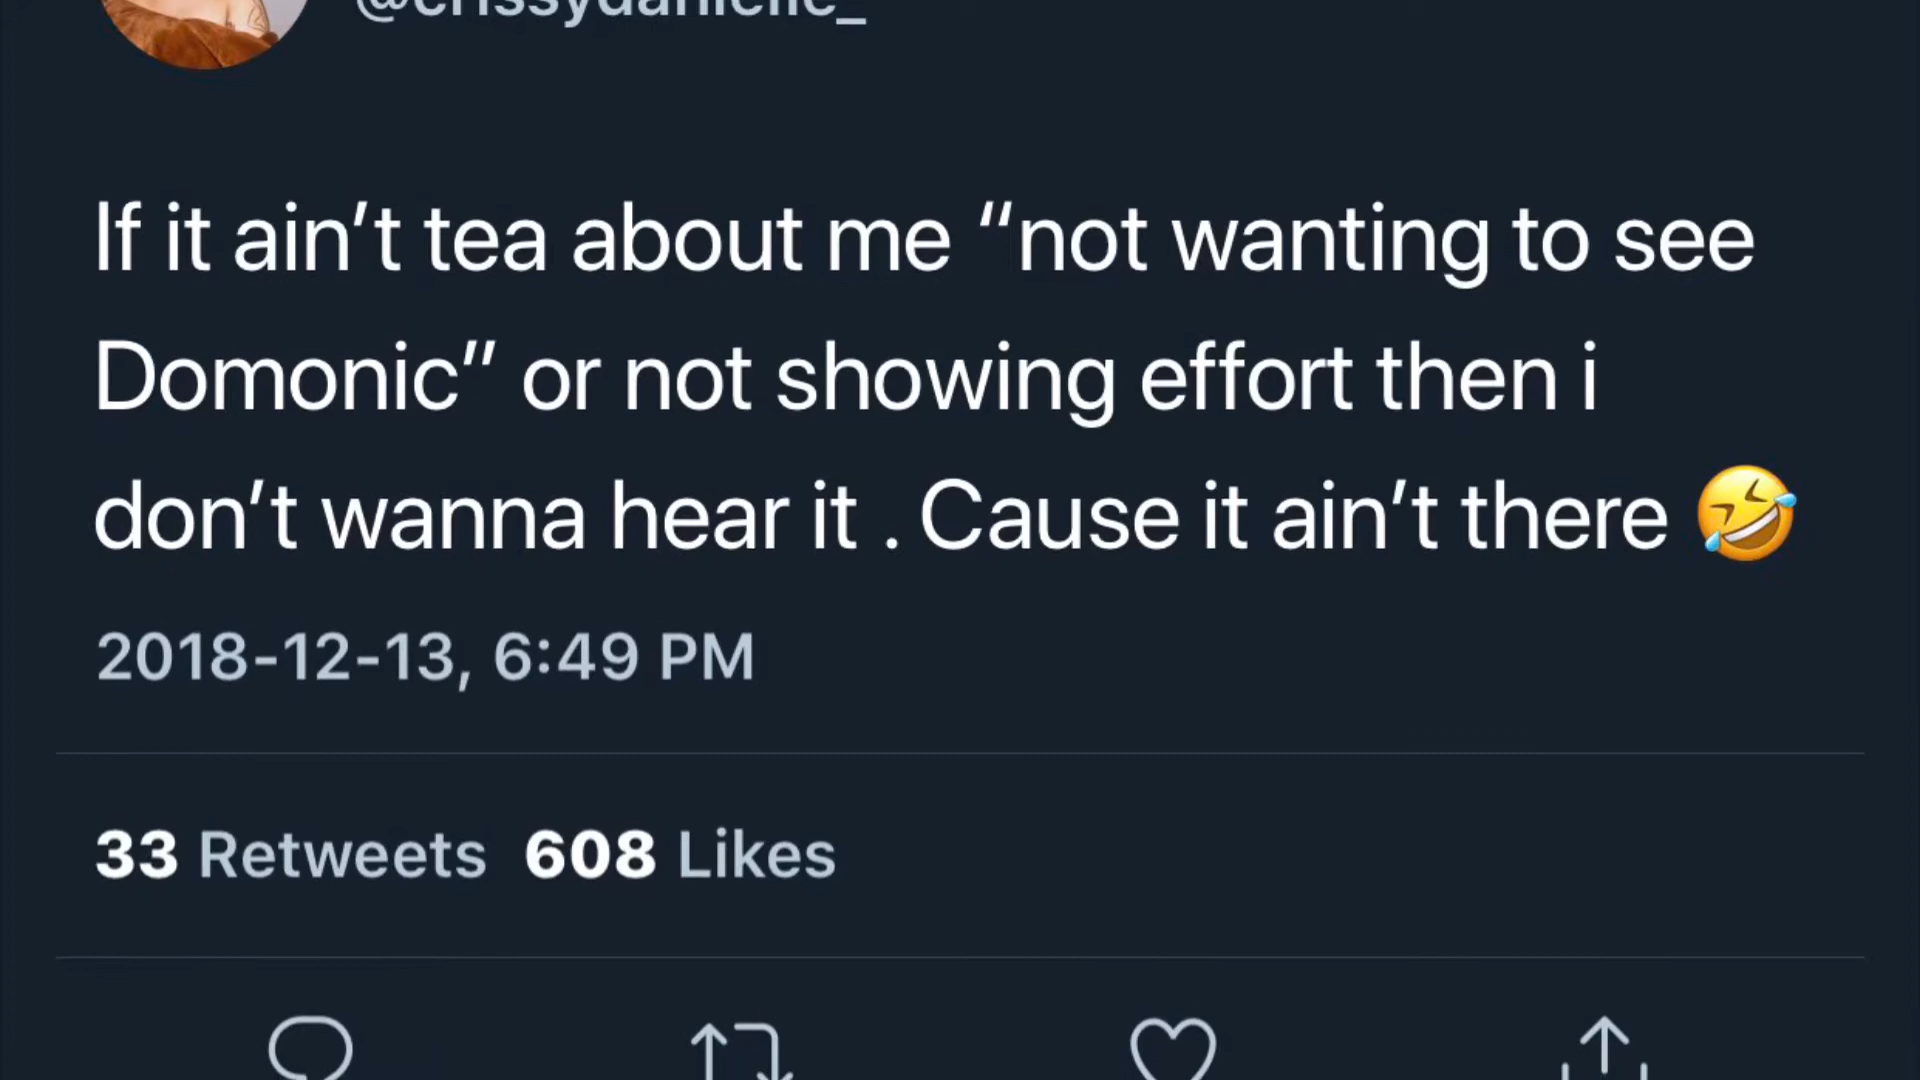 @crissydanielle_
If it ain’t tea about me “not wanting to see
Domonic” or not showing effort then i
don’t wanna hear it . Cause it ain’t there 🤣
2018-12-13, 6:49 PM
33 Retweets 608 Likes